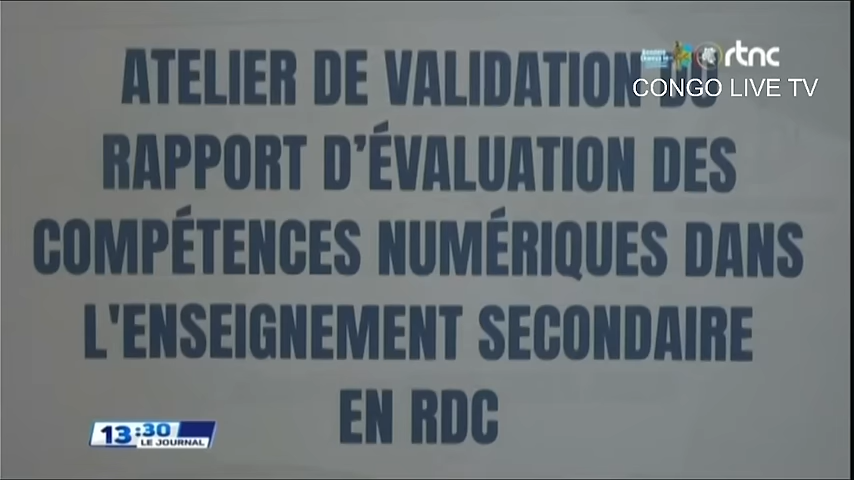 rtnc
CONGO LIVE TV
ATELIER DE VALIDATION DU
RAPPORT D'ÉVALUATION DES
COMPÉTENCES NUMÉRIQUES DANS
L'ENSEIGNEMENT SECONDAIRE
EN RDC
13:30
LE JOURNAL